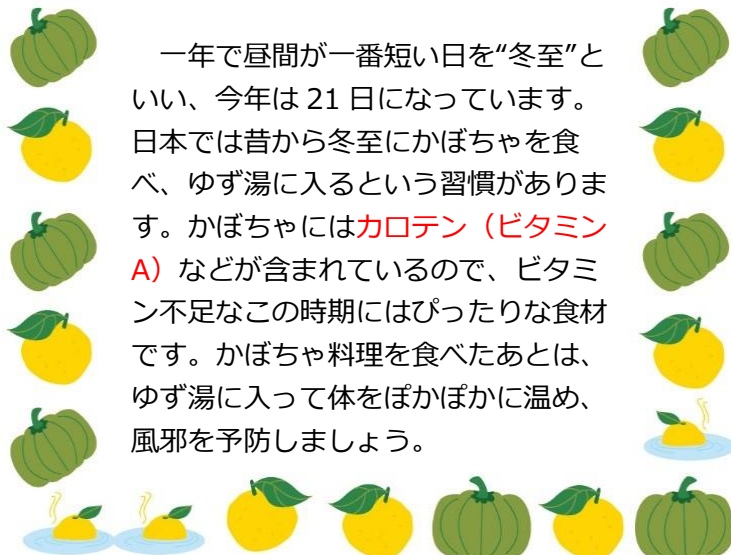 一年で昼間が一番短い日を“冬至”と
いい、今年は 21 日になっています。
日本では昔から冬至にかぼちゃを食
べ、ゆず湯に入るという習慣がありま
す。かぼちゃにはカロテン（ビタミン
A）などが含まれているので、ビタミ
ン不足なこの時期にはぴったりな食材
です。かぼちゃ料理を食べたあとは、
ゆず湯に入って体をぽかぽかに温め、
風邪を予防しましょう。